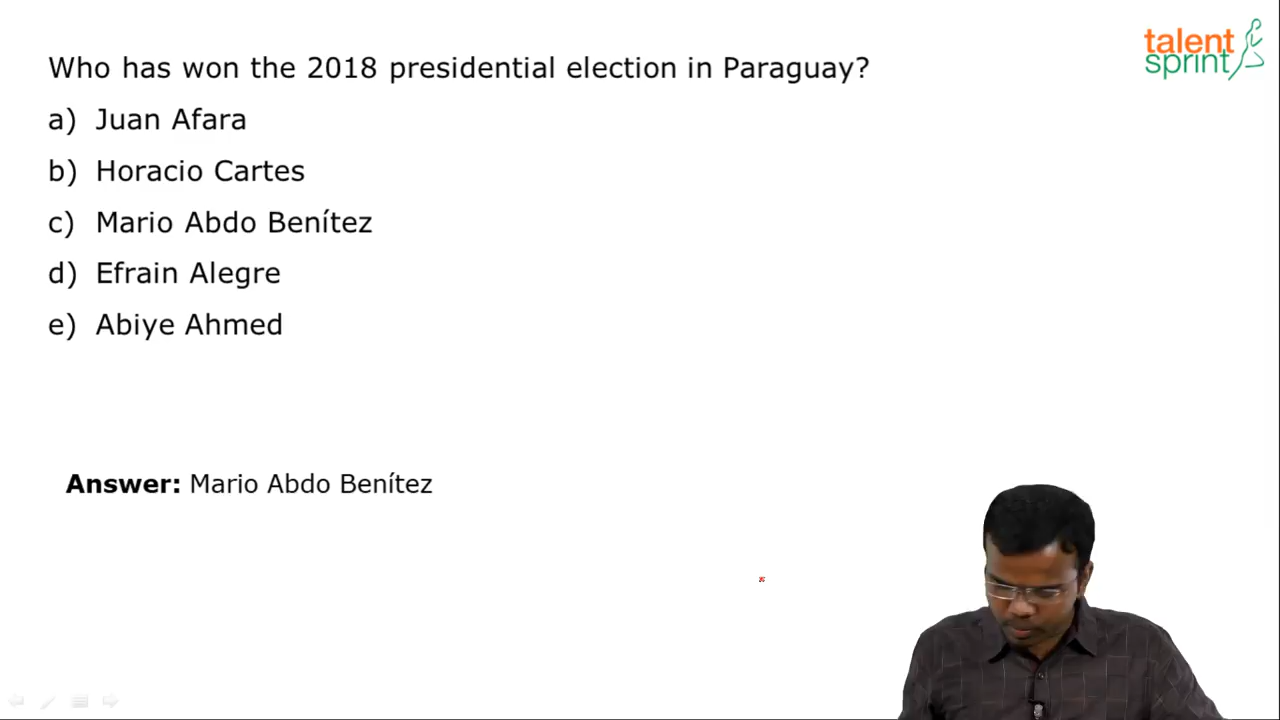 talent
sprint
Who has won the 2018 presidential election in Paraguay?
a) Juan Afara
b) Horacio Cartes
c) Mario Abdo Benítez
d) Efrain Alegre
e) Abiye Ahmed
Answer: Mario Abdo Benítez